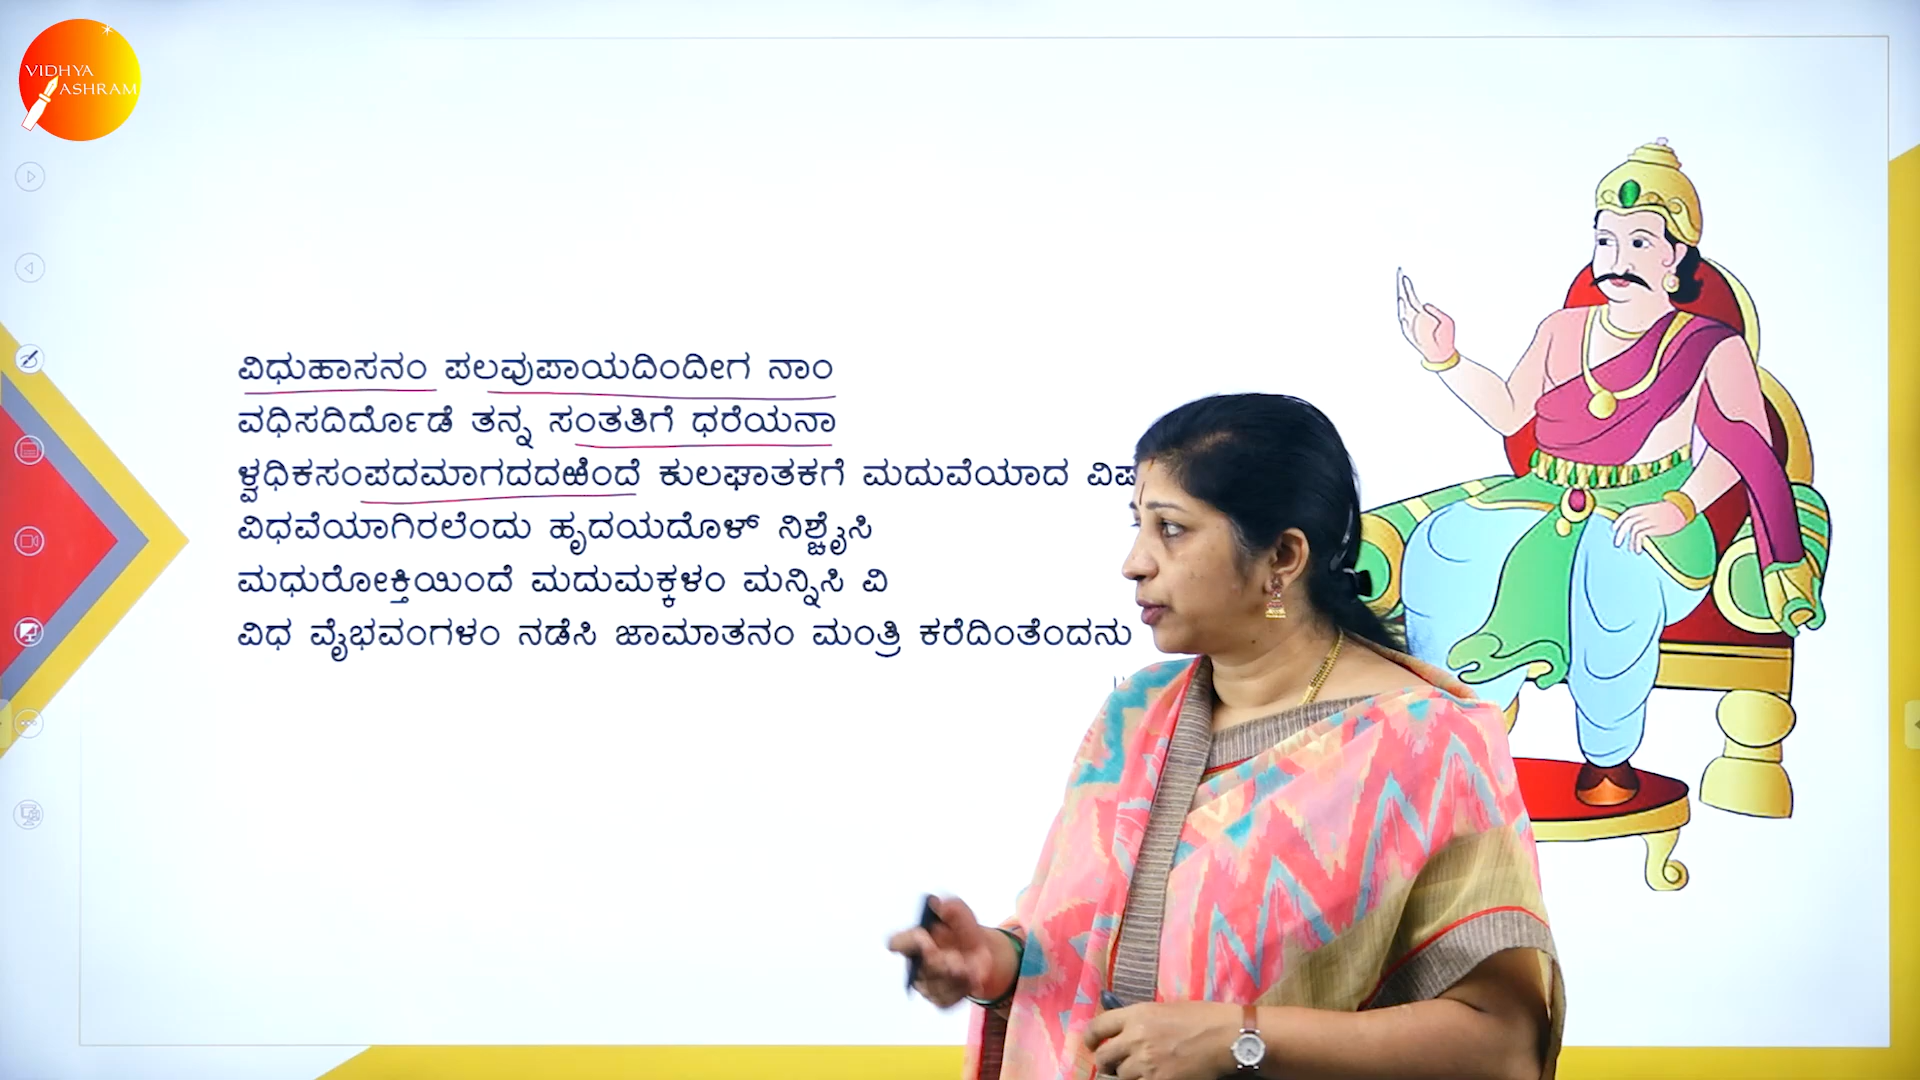 VIDHYA
ASHRAM
ವಿಧುಹಾಸನಂ ಪಲವುಪಾಯದಿಂದೀಗ ನಾಂ
ವಧಿಸದಿರ್ದೊಡೆ ತನ್ನ ಸಂತತಿಗೆ ಧರೆಯನಾ
ಳ್ವಧಿಕಸಂಪದಮಾಗದದಱಿಂದೆ ಕುಲಘಾತಕಗೆ ಮದುವೆಯಾದ
ವಿಧವೆಯಾಗಿರಲೆಂದು ಹೃದಯದೊಳ್ ನಿಶ್ಚೈಸಿ
ಮಧುರೋಕ್ತಿಯಿಂದೆ ಮದುಮಕ್ಕಳಂ ಮನ್ನಿಸಿ ವಿ
ವಿಧ ವೈಭವಂಗಳಂ ನಡೆಸಿ ಜಾಮಾತನಂ ಮಂತ್ರಿ ಕರೆದಿಂತೆಂದನು